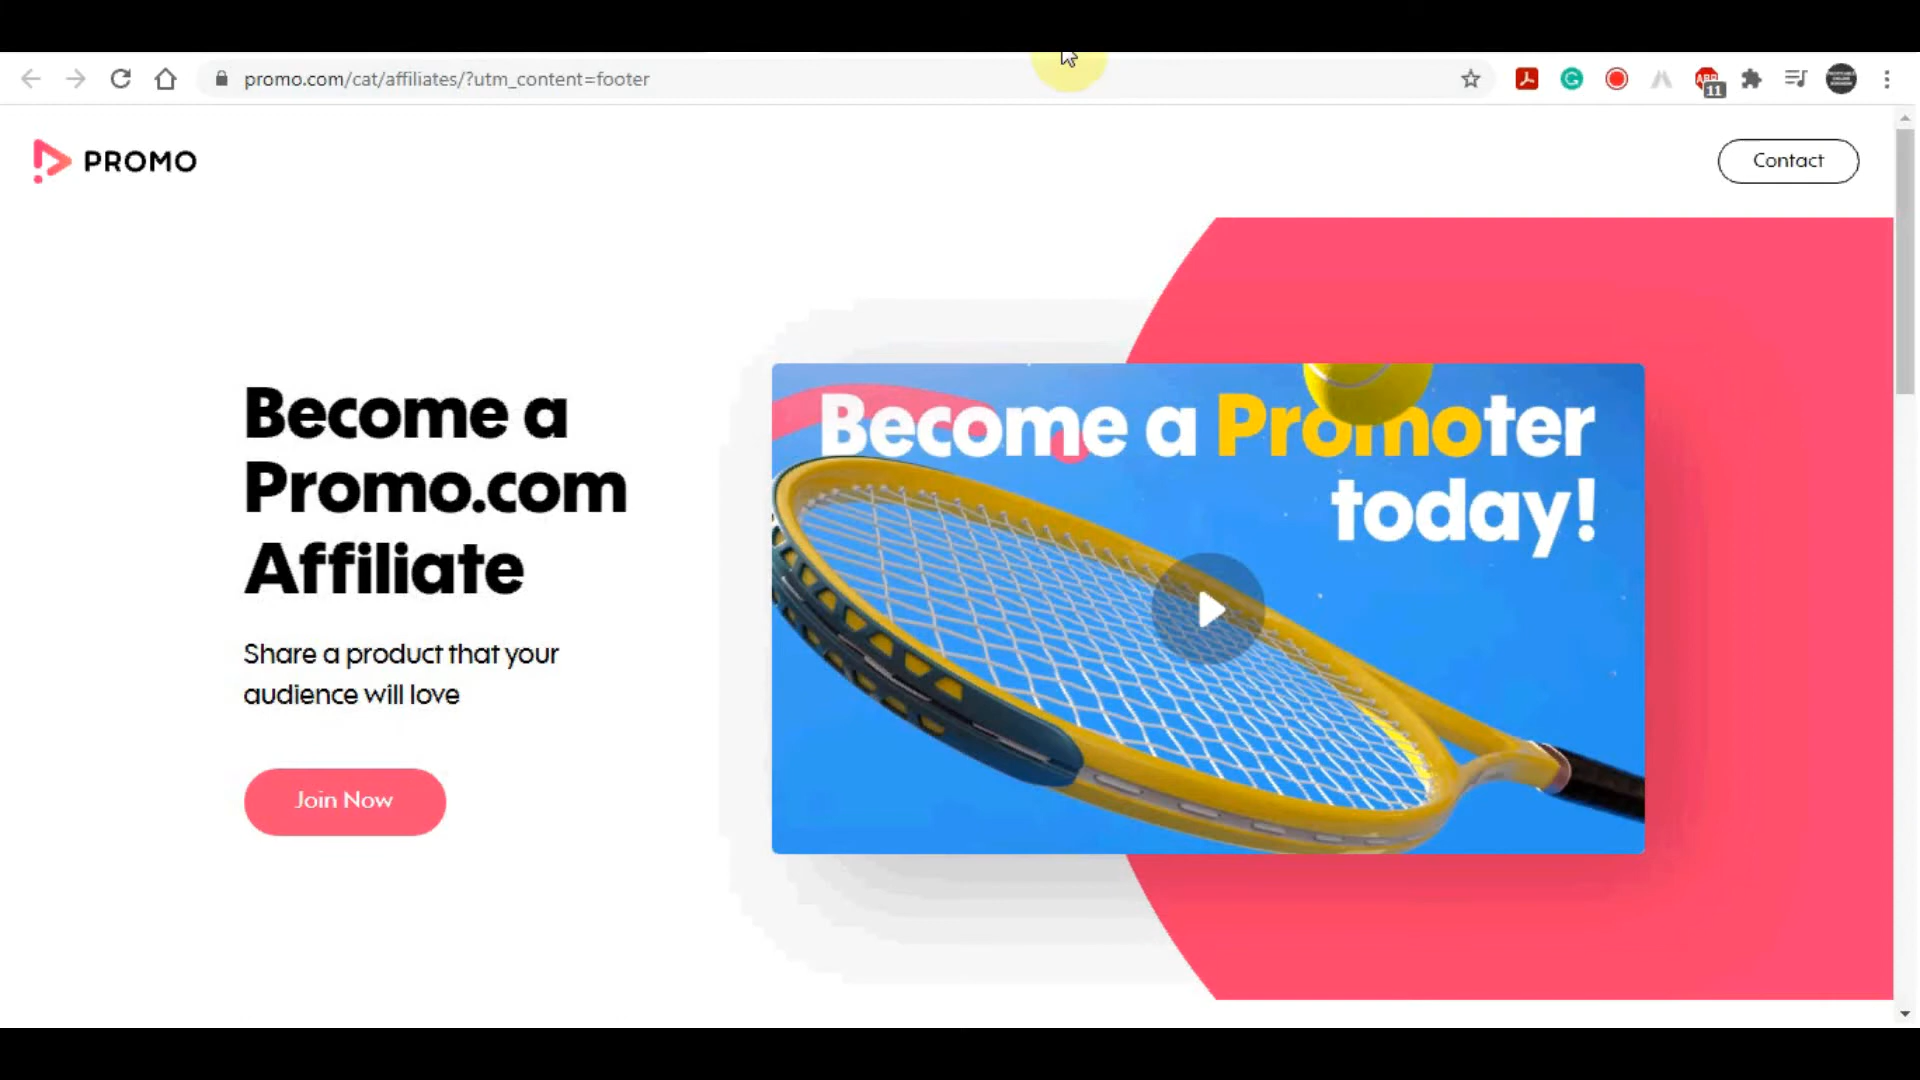 promo.com/cat/affiliates/?utm_content=footer
11
PROMO
Contact
Become a
Promo.com
Affiliate
Share a product that your
audience will love
Join Now
Become a Promoter
today!